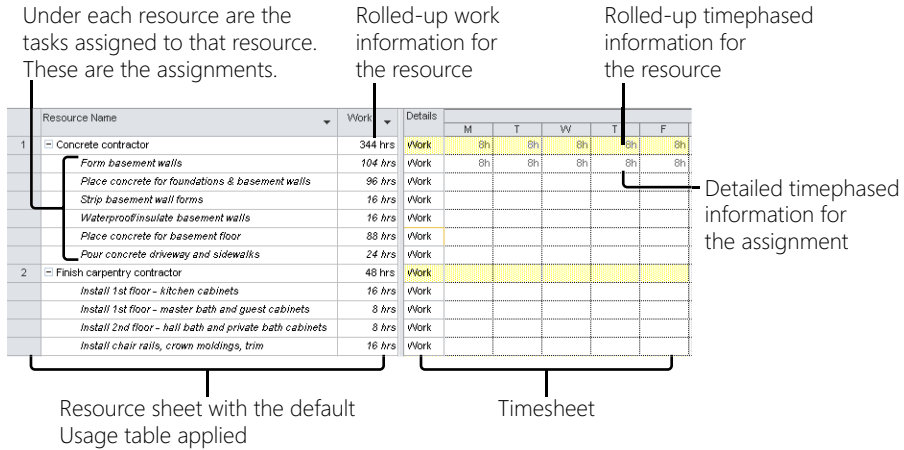 Under each resource are the
tasks assigned to that resource.
These are the assignments.
Rolled-up work
information for
the resource
Rolled-up timephased
information for
the resource
Resource Name Work Details
M T W T F
1 Concrete contractor 344 hrs Work 8h 8h 8h 8h 8h
Form basement walls 104 hrs Work 8h 8h 8h 8h 8h
Place concrete for foundations & basement walls 96 hrs Work
Strip basement wall forms 16 hrs Work
Waterproof/insulate basement walls 16 hrs Work
Place concrete for basement floor 88 hrs Work
Pour concrete driveway and sidewalks 24 hrs Work
2 Finish carpentry contractor 48 hrs Work
Install 1st floor - kitchen cabinets 16 hrs Work
Install 1st floor - master bath and guest cabinets 8 hrs Work
Install 2nd floor - hall bath and private bath cabinets 8 hrs Work
Install chair rails, crown moldings, trim 16 hrs Work
Detailed timephased
information for
the assignment
Resource sheet with the default
Usage table applied
Timesheet